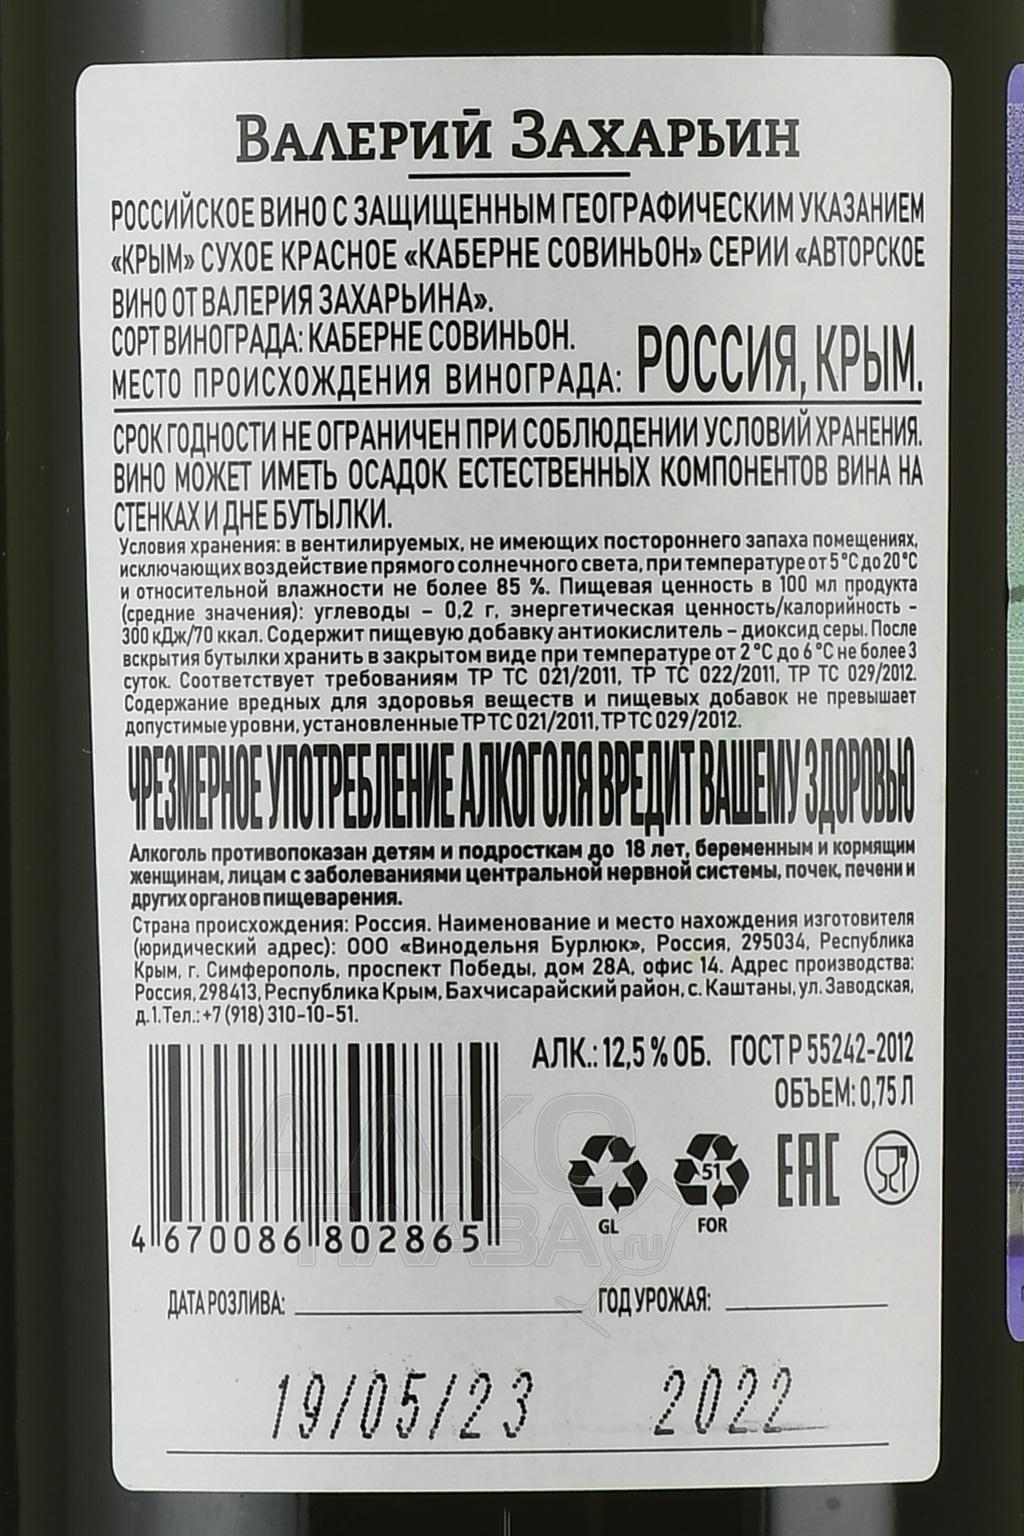 Валерий Захарьин
РОССИЙСКОЕ ВИНО С ЗАЩИЩЕННЫМ ГЕОГРАФИЧЕСКИМ УКАЗАНИЕМ
«КРЫМ» СУХОЕ КРАСНОЕ «КАБЕРНЕ СОВИНЬОН» СЕРИИ «АВТОРСКОЕ
ВИНО ОТ ВАЛЕРИЯ ЗАХАРЬИНА».
СОРТ ВИНОГРАДА: КАБЕРНЕ СОВИНЬОН.
МЕСТО ПРОИСХОЖДЕНИЯ ВИНОГРАДА: РОССИЯ, КРЫМ.
СРОК ГОДНОСТИ НЕ ОГРАНИЧЕН ПРИ СОБЛЮДЕНИИ УСЛОВИЙ ХРАНЕНИЯ.
ВИНО МОЖЕТ ИМЕТЬ ОСАДОК ЕСТЕСТВЕННЫХ КОМПОНЕНТОВ ВИНА НА
СТЕНКАХ И ДНЕ БУТЫЛКИ.
Условия хранения: в вентилируемых, не имеющих постороннего запаха помещениях,
исключающих воздействие прямого солнечного света, при температуре от 5°С до 20°С
и относительной влажности не более 85 %. Пищевая ценность в 100 мл продукта
(средние значения): углеводы – 0,2 г, энергетическая ценность/калорийность –
300 кДж/70 ккал. Содержит пищевую добавку антиокислитель – диоксид серы. После
вскрытия бутылки хранить в закрытом виде при температуре от 2°С до 6°С не более 3
суток. Соответствует требованиям ТР ТС 021/2011, ТР ТС 022/2011, ТР ТС 029/2012.
Содержание вредных для здоровья веществ и пищевых добавок не превышает
допустимые уровни, установленные ТР ТС 021/2011, ТР ТС 029/2012.
ЧРЕЗМЕРНОЕ УПОТРЕБЛЕНИЕ АЛКОГОЛЯ ВРЕДИТ ВАШЕМУ ЗДОРОВЬЮ
Алкоголь противопоказан детям и подросткам до 18 лет, беременным и кормящим
женщинам, лицам с заболеваниями центральной нервной системы, почек, печени и
других органов пищеварения.
Страна происхождения: Россия. Наименование и место нахождения изготовителя
(юридический адрес): ООО «Винодельня Бурлюк», Россия, 295034, Республика
Крым, г. Симферополь, проспект Победы, дом 28А, офис 14. Адрес производства:
Россия, 298413, Республика Крым, Бахчисарайский район, с. Каштаны, ул. Заводская,
д. 1. Тел.: +7 (918) 310-10-51.
АЛК.: 12,5 % ОБ. ГОСТ Р 55242-2012
ОБЪЕМ: 0,75 Л
51
GL FOR
EAC
4 670086 802865
АЛКО
ПЛАЗА.ru
ДАТА РОЗЛИВА: ГОД УРОЖАЯ:
19/05/23 2022